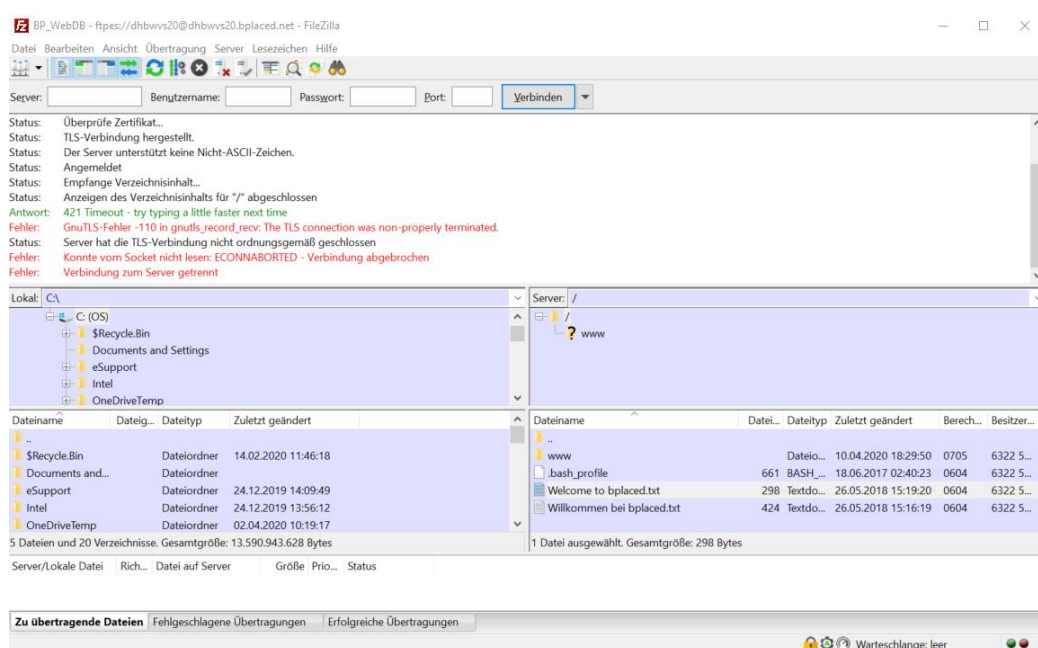 BP_WebDB - ftpes://dhbwvs20@dhbwvs20.bplaced.net - FileZilla
Datei Bearbeiten Ansicht Übertragung Server Lesezeichen Hilfe
Server: Benutzername: Passwort: Port: Verbinden
Status: Überprüfe Zertifikat...
Status: TLS-Verbindung hergestellt.
Status: Der Server unterstützt keine Nicht-ASCII-Zeichen.
Status: Angemeldet
Status: Empfange Verzeichnisinhalt...
Status: Anzeigen des Verzeichnisinhalts für "/" abgeschlossen
Antwort: 421 Timeout - try typing a little faster next time
Fehler: GnuTLS-Fehler -110 in gnutls_record_recv: The TLS connection was non-properly terminated.
Status: Server hat die TLS-Verbindung nicht ordnungsgemäß geschlossen
Fehler: Konnte vom Socket nicht lesen: ECONNABORTED - Verbindung abgebrochen
Fehler: Verbindung zum Server getrennt
Lokal: C:\
C: (OS)
$Recycle.Bin
Documents and Settings
eSupport
Intel
OneDriveTemp
Server: /
/
? www
Dateiname Dateig... Dateityp Zuletzt geändert
..
$Recycle.Bin Dateiordner 14.02.2020 11:46:18
Documents and... Dateiordner
eSupport Dateiordner 24.12.2019 14:09:49
Intel Dateiordner 24.12.2019 13:56:12
OneDriveTemp Dateiordner 02.04.2020 10:19:17
5 Dateien und 20 Verzeichnisse. Gesamtgröße: 13.590.943.628 Bytes
Dateiname Datei... Dateityp Zuletzt geändert Berech... Besitzer...
..
www Dateio... 10.04.2020 18:29:50 0705 6322 5...
.bash_profile 661 BASH_... 18.06.2017 02:40:23 0604 6322 5...
Welcome to bplaced.txt 298 Textdo... 26.05.2018 15:19:20 0604 6322 5...
Willkommen bei bplaced.txt 424 Textdo... 26.05.2018 15:16:19 0604 6322 5...
1 Datei ausgewählt. Gesamtgröße: 298 Bytes
Server/Lokale Datei Rich... Datei auf Server Größe Prio... Status
Zu übertragende Dateien Fehlgeschlagene Übertragungen Erfolgreiche Übertragungen
Warteschlange: leer